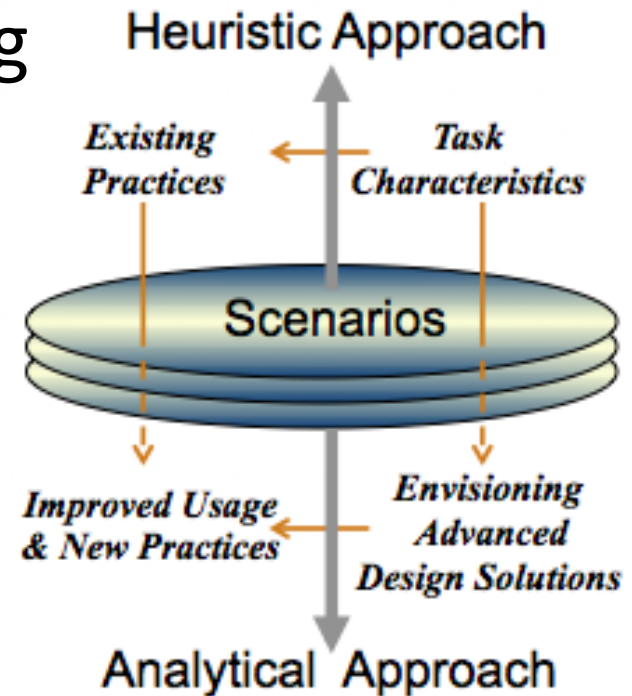 g
Heuristic Approach
Existing
Practices
Task
Characteristics
Scenarios
Improved Usage
& New Practices
Envisioning
Advanced
Design Solutions
Analytical Approach